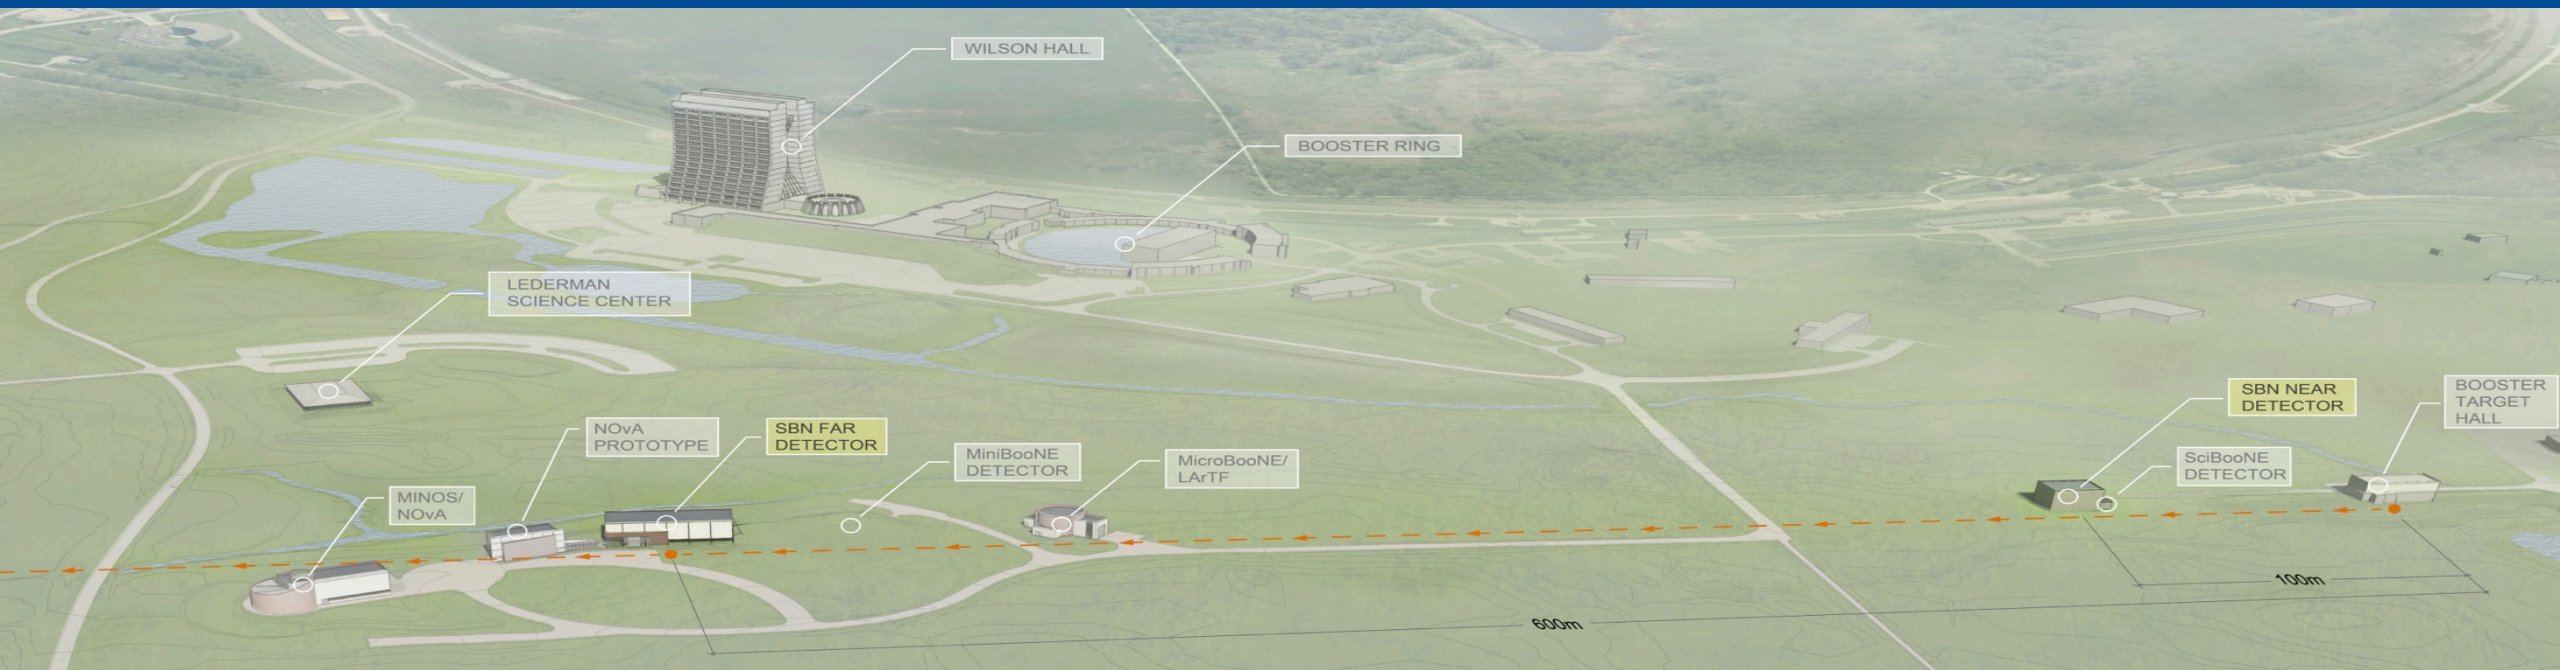 WILSON HALL
BOOSTER RING
LEDERMAN
SCIENCE CENTER
NOvA
PROTOTYPE
SBN FAR
DETECTOR
MINOS/
NOvA
MiniBooNE
DETECTOR
MicroBooNE/
LArTF
SBN NEAR
DETECTOR
BOOSTER
TARGET
HALL
SciBooNE
DETECTOR
100m
600m